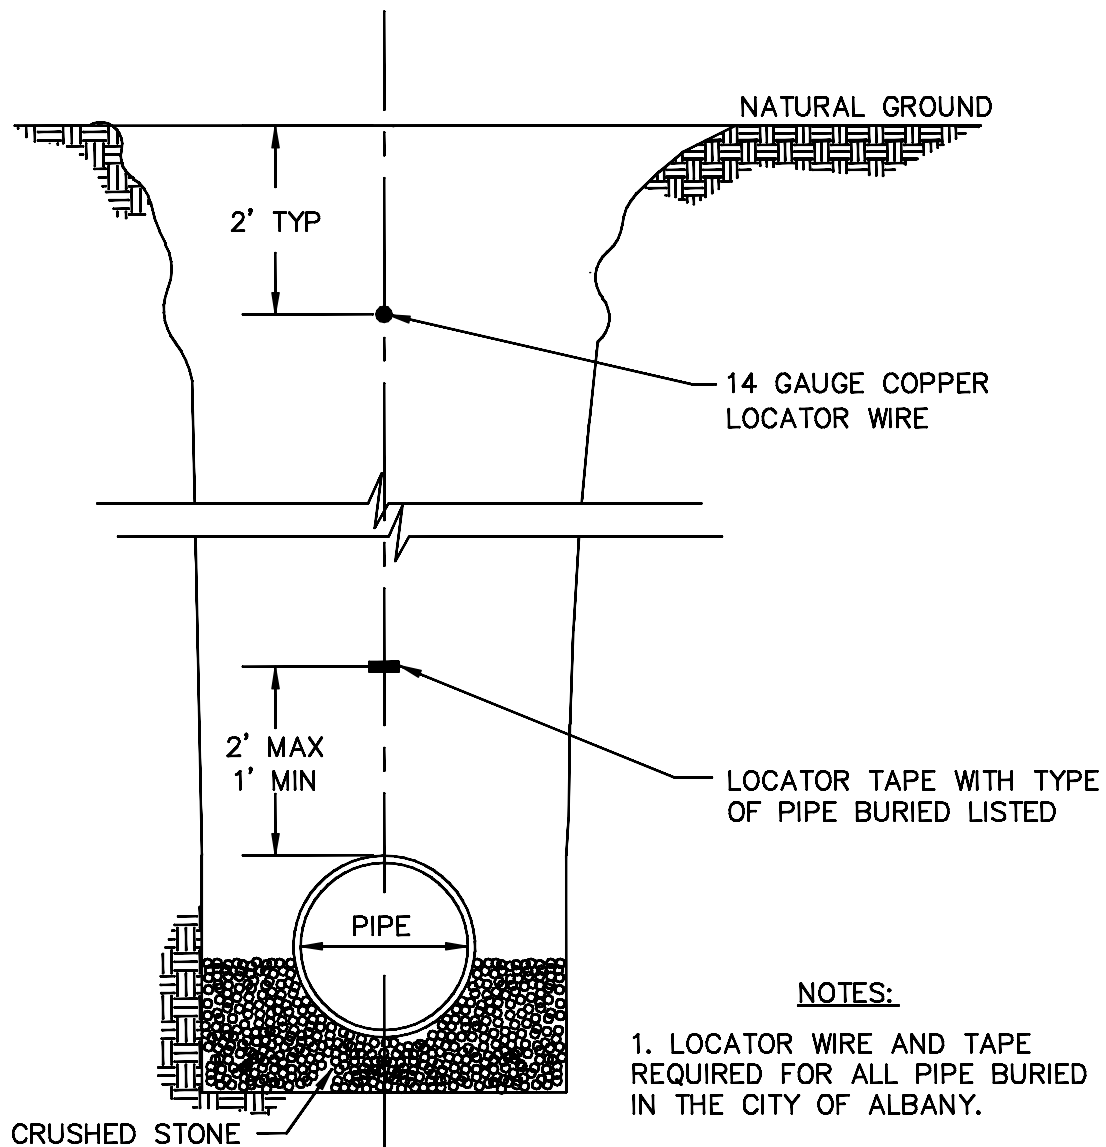 NATURAL GROUND
2' TYP
14 GAUGE COPPER
LOCATOR WIRE
2' MAX
1' MIN
LOCATOR TAPE WITH TYPE
OF PIPE BURIED LISTED
PIPE
NOTES:
1. LOCATOR WIRE AND TAPE
REQUIRED FOR ALL PIPE BURIED
IN THE CITY OF ALBANY.
CRUSHED STONE